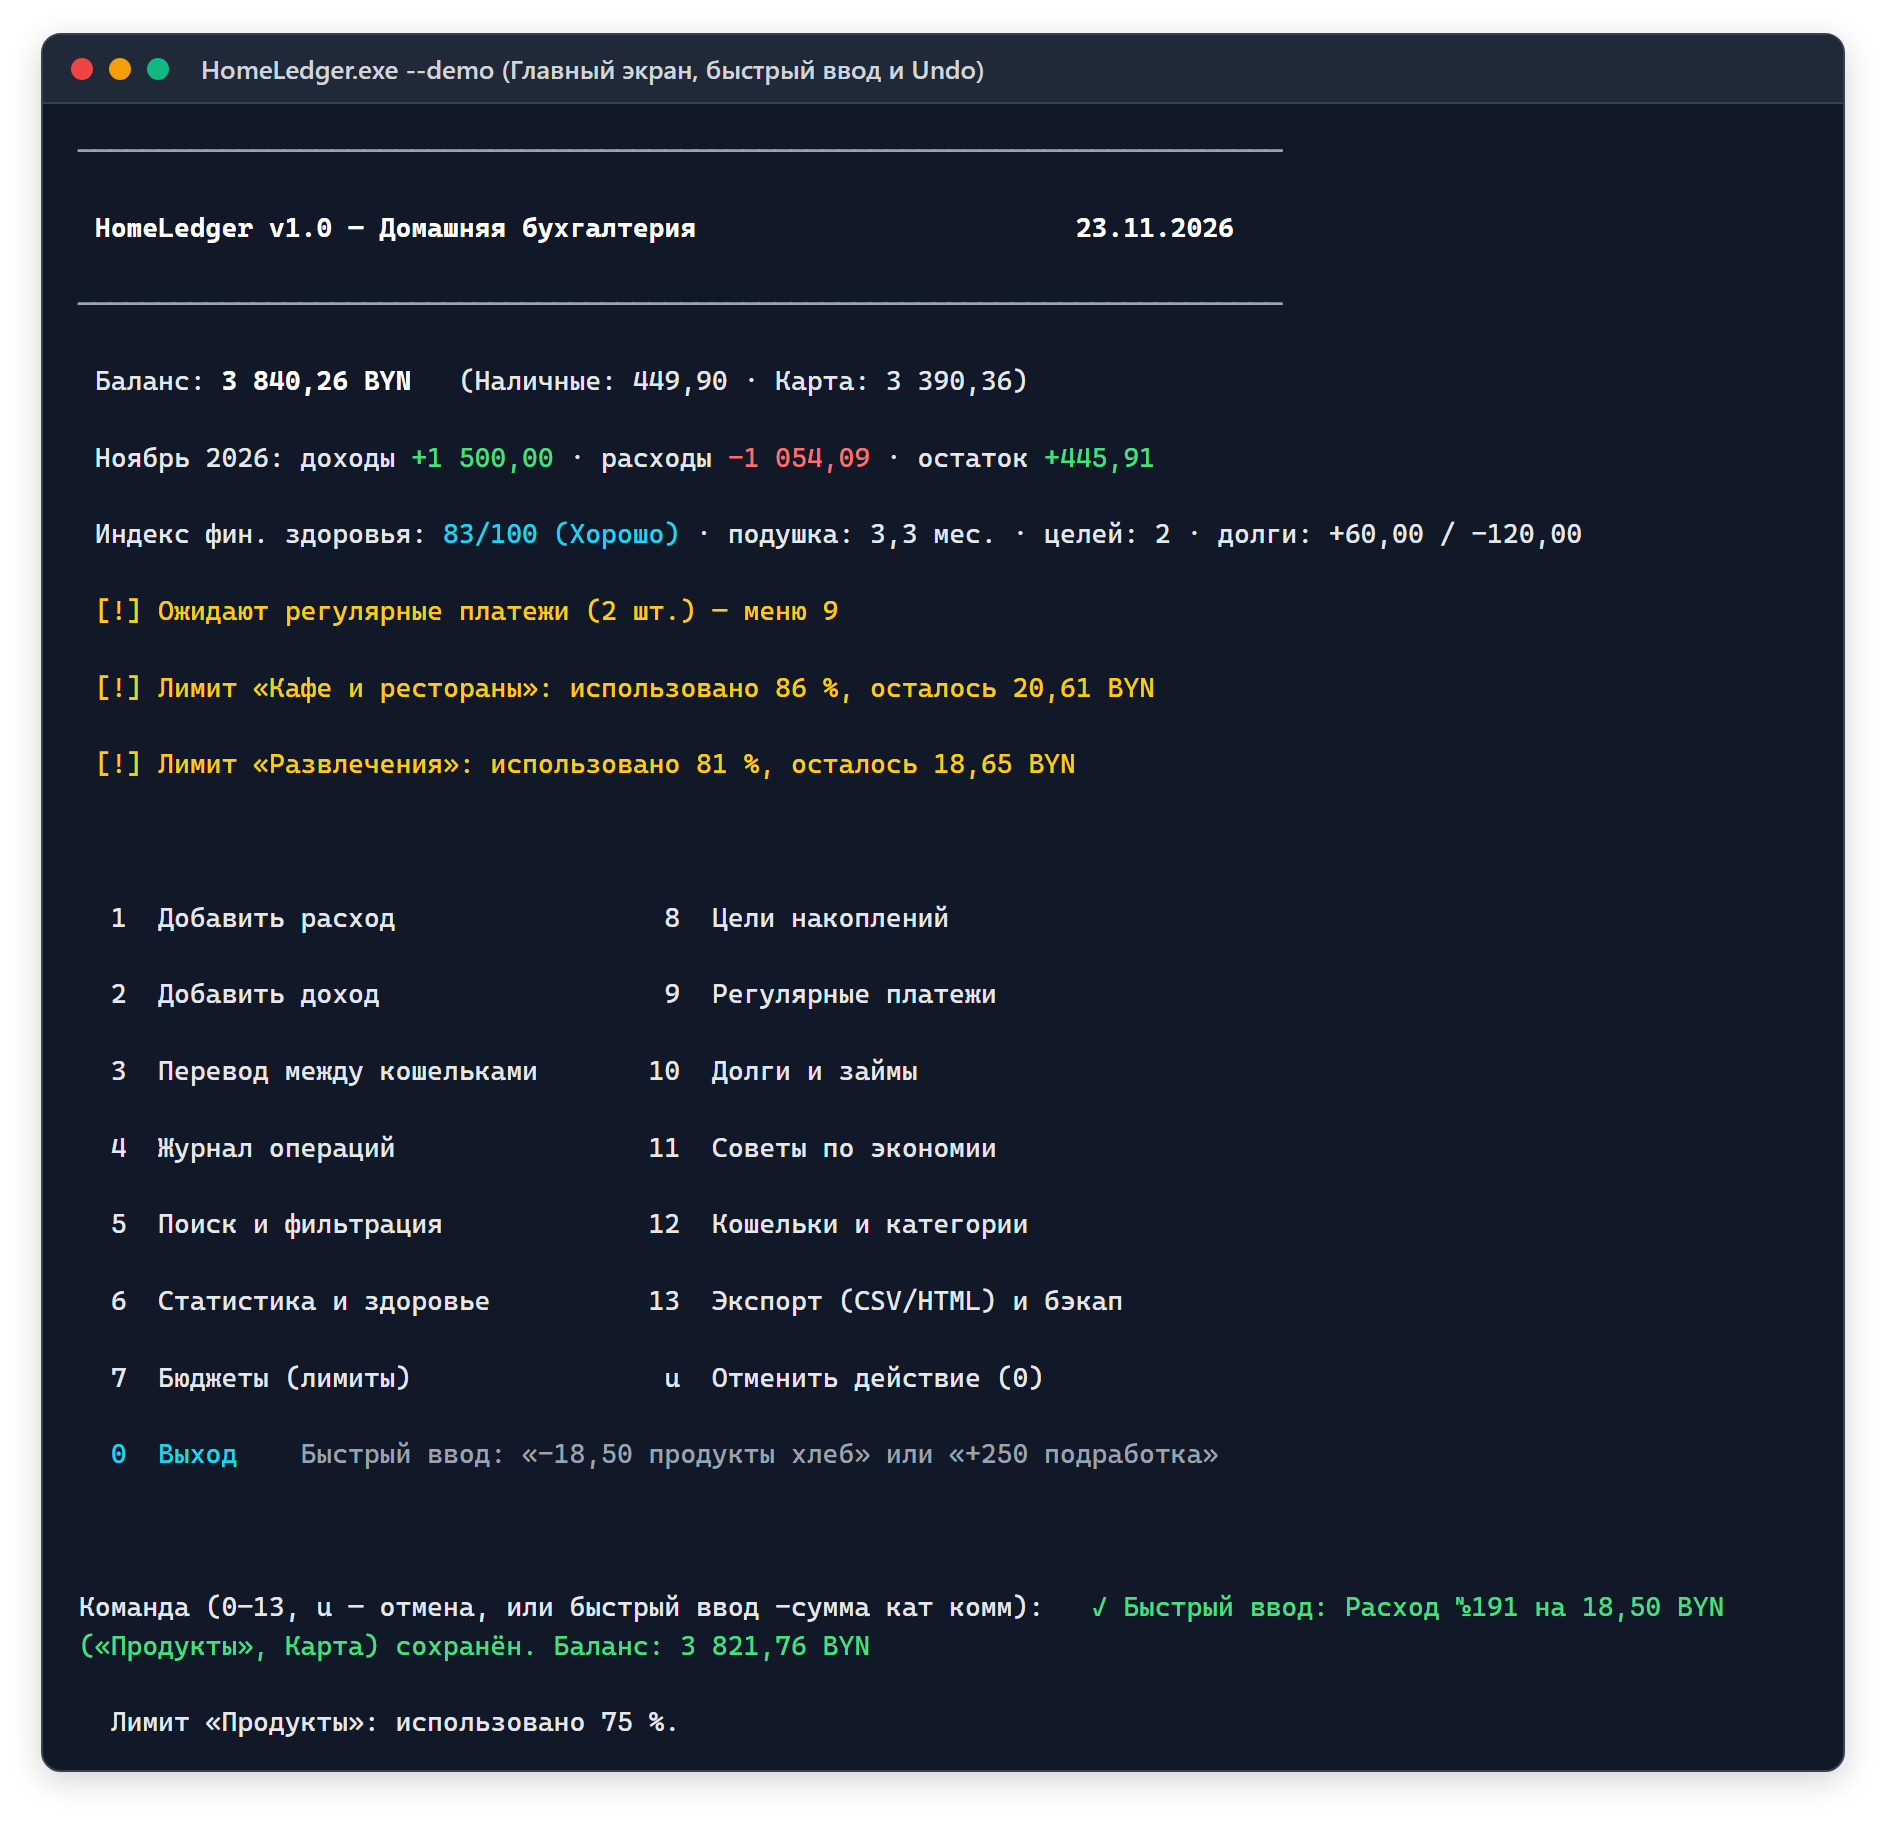 HomeLedger.exe --demo (Главный экран, быстрый ввод и Undo)
HomeLedger v1.0 — Домашняя бухгалтерия 23.11.2026
Баланс: 3 840,26 BYN (Наличные: 449,90 · Карта: 3 390,36)
Ноябрь 2026: доходы +1 500,00 · расходы −1 054,09 · остаток +445,91
Индекс фин. здоровья: 83/100 (Хорошо) · подушка: 3,3 мес. · целей: 2 · долги: +60,00 / −120,00
[!] Ожидают регулярные платежи (2 шт.) — меню 9
[!] Лимит «Кафе и рестораны»: использовано 86 %, осталось 20,61 BYN
[!] Лимит «Развлечения»: использовано 81 %, осталось 18,65 BYN
1 Добавить расход 8 Цели накоплений
2 Добавить доход 9 Регулярные платежи
3 Перевод между кошельками 10 Долги и займы
4 Журнал операций 11 Советы по экономии
5 Поиск и фильтрация 12 Кошельки и категории
6 Статистика и здоровье 13 Экспорт (CSV/HTML) и бэкап
7 Бюджеты (лимиты) u Отменить действие (0)
0 Выход Быстрый ввод: «−18,50 продукты хлеб» или «+250 подработка»
Команда (0–13, u — отмена, или быстрый ввод −сумма кат комм): √ Быстрый ввод: Расход №191 на 18,50 BYN
(«Продукты», Карта) сохранён. Баланс: 3 821,76 BYN
Лимит «Продукты»: использовано 75 %.